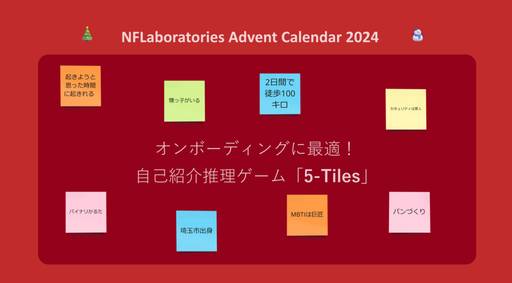 NFLaboratories Advent Calendar 2024
起きようと
思った時間
に起きれる
懐っ子がいる
2日間で
徒歩100
キロ
セキュリティは素人
オンボーディングに最適！
自己紹介推理ゲーム「5-Tiles」
バイナリかるた
埼玉市出身
MBTIは巨匠
パンづくり